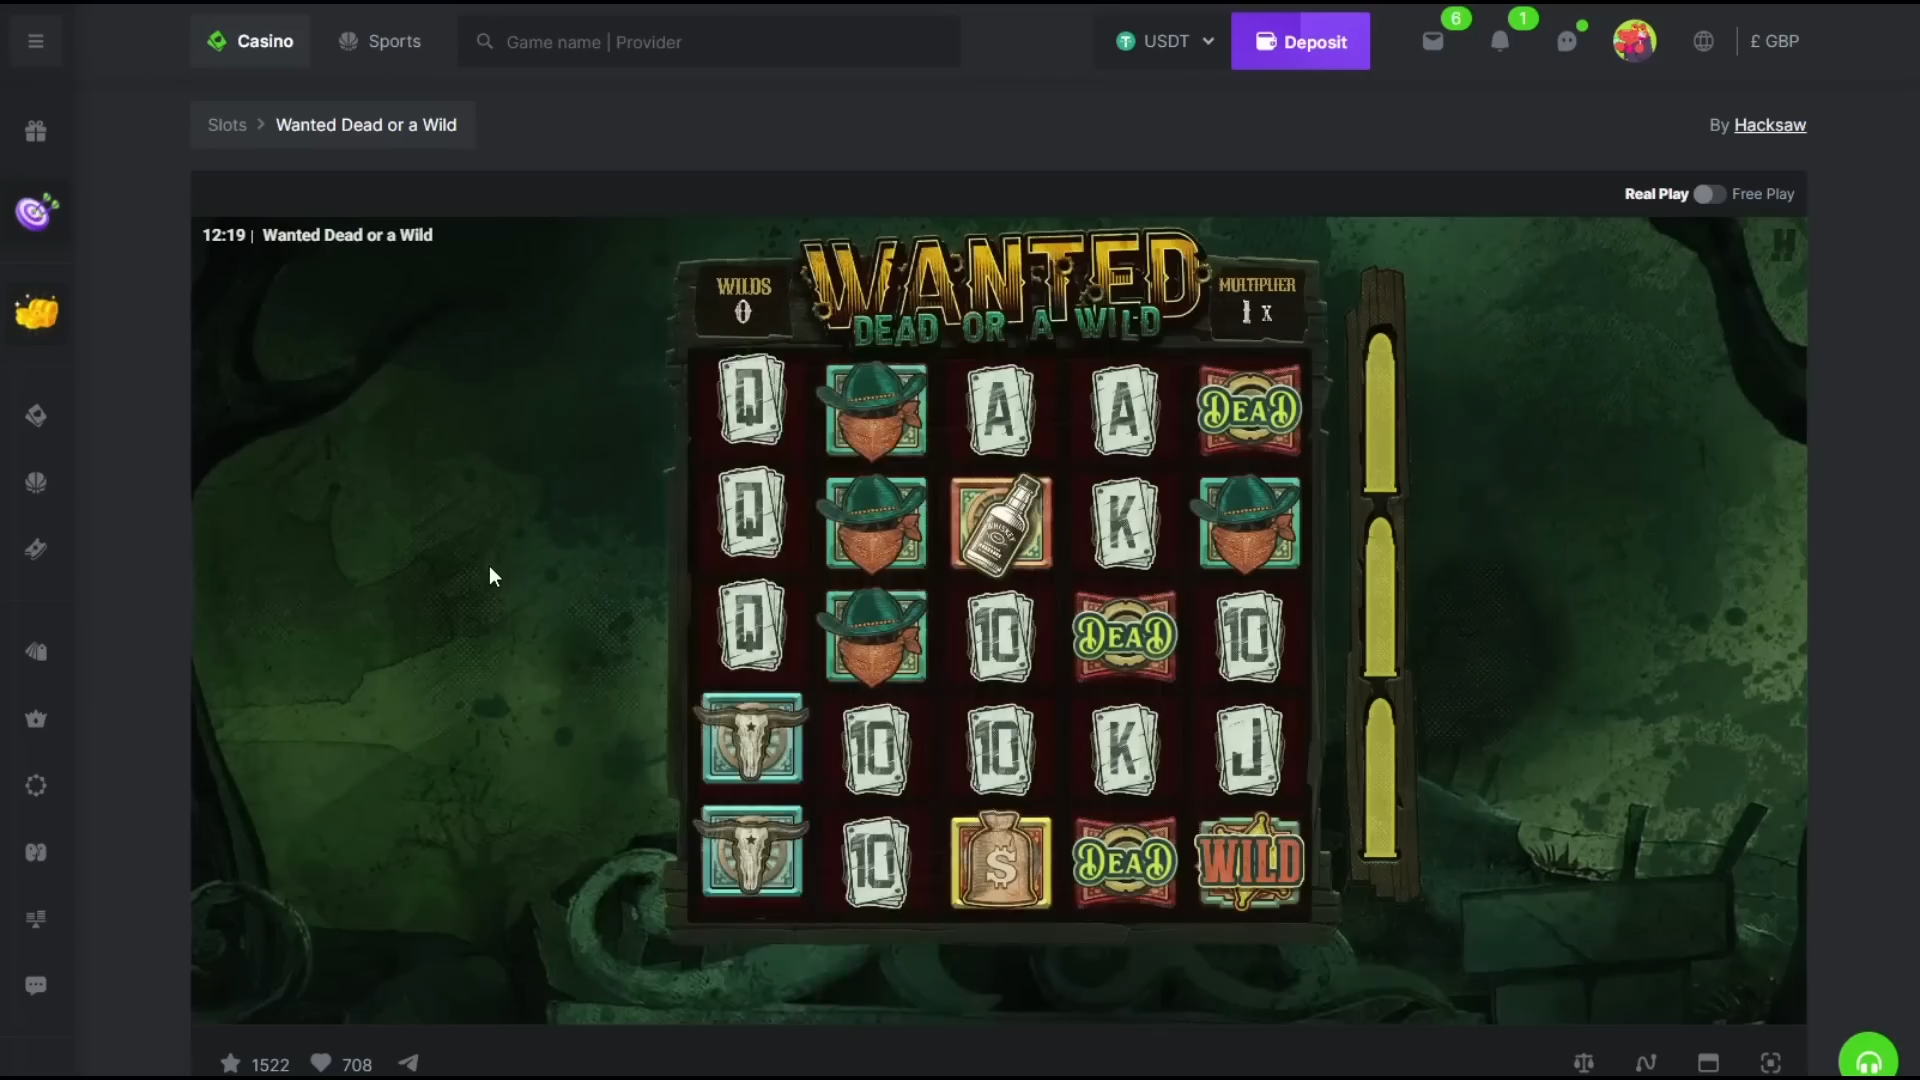 Casino
Sports
Game name | Provider
USDT
Deposit
6
1
£ GBP
Slots > Wanted Dead or a Wild
By Hacksaw
Real Play
Free Play
12:19 | Wanted Dead or a Wild
WILDS
0
WANTED
DEAD OR A WILD
MULTIPLIER
1 x
Q
A
A
DEAD
Q
WHISKEY
K
Q
10
DEAD
10
10
10
K
J
10
$
DEAD
WILD
1522
708